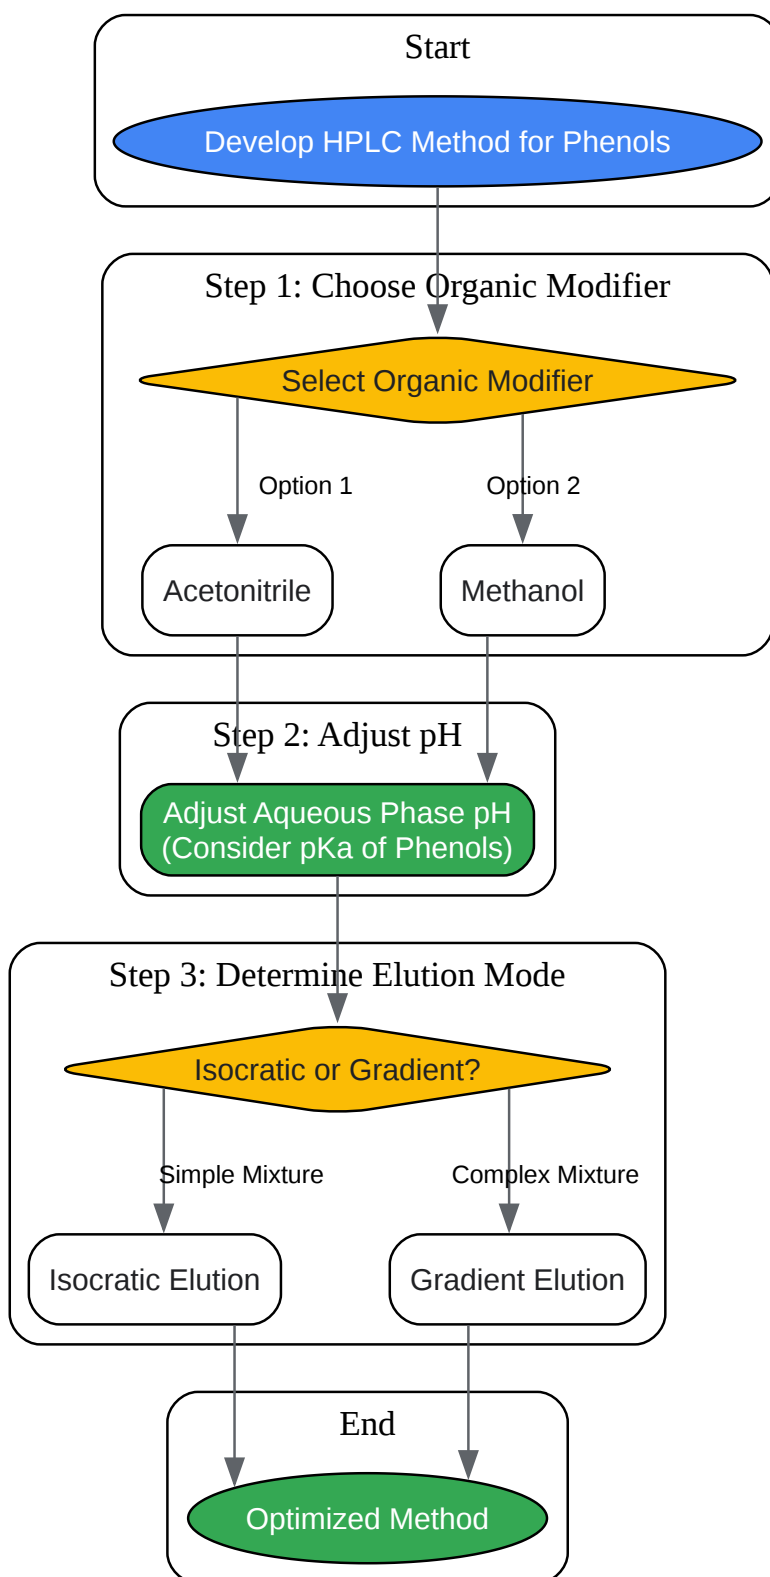 Start
Develop HPLC Method for Phenols
Step 1: Choose Organic Modifier
Select Organic Modifier
Option 1
Option 2
Acetonitrile
Methanol
Step 2: Adjust pH
Adjust Aqueous Phase pH
(Consider pKa of Phenols)
Step 3: Determine Elution Mode
Isocratic or Gradient?
Simple Mixture
Complex Mixture
Isocratic Elution
Gradient Elution
End
Optimized Method